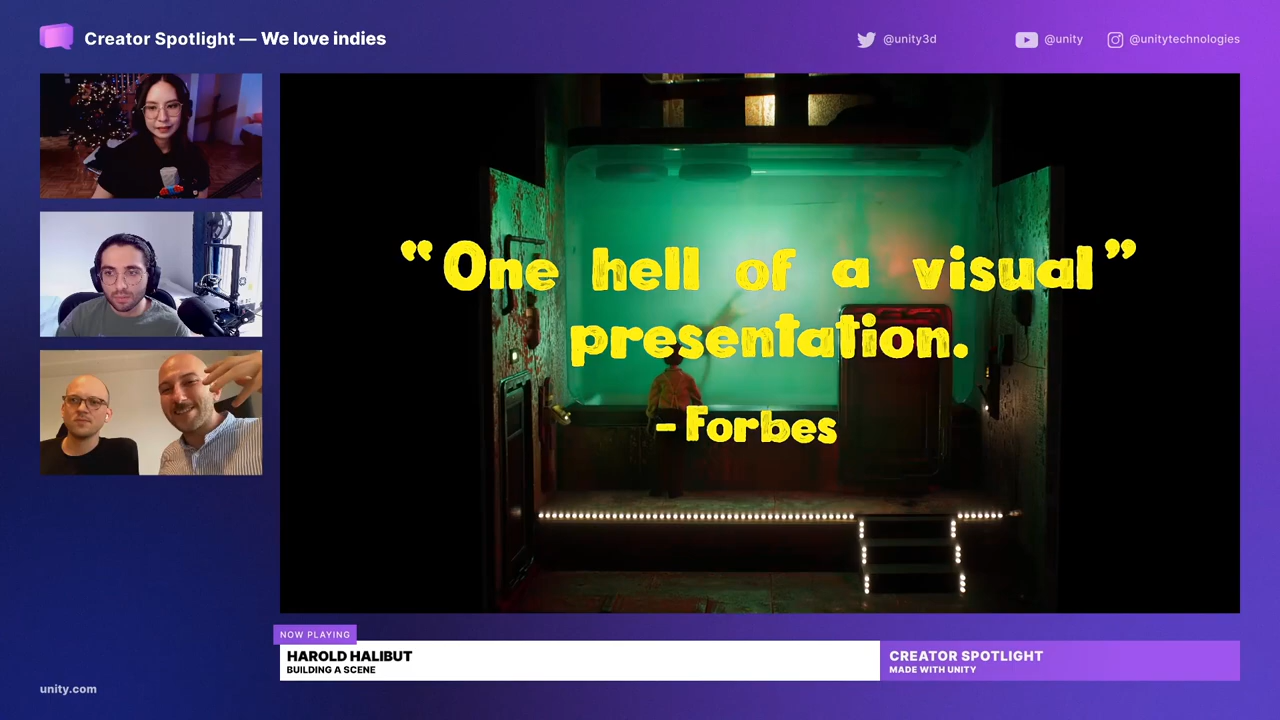 Creator Spotlight — We love indies
@unity3d
@unity
@unitytechnologies
“One hell of a visual”
presentation.
– Forbes
NOW PLAYING
HAROLD HALIBUT
BUILDING A SCENE
CREATOR SPOTLIGHT
MADE WITH UNITY
unity.com